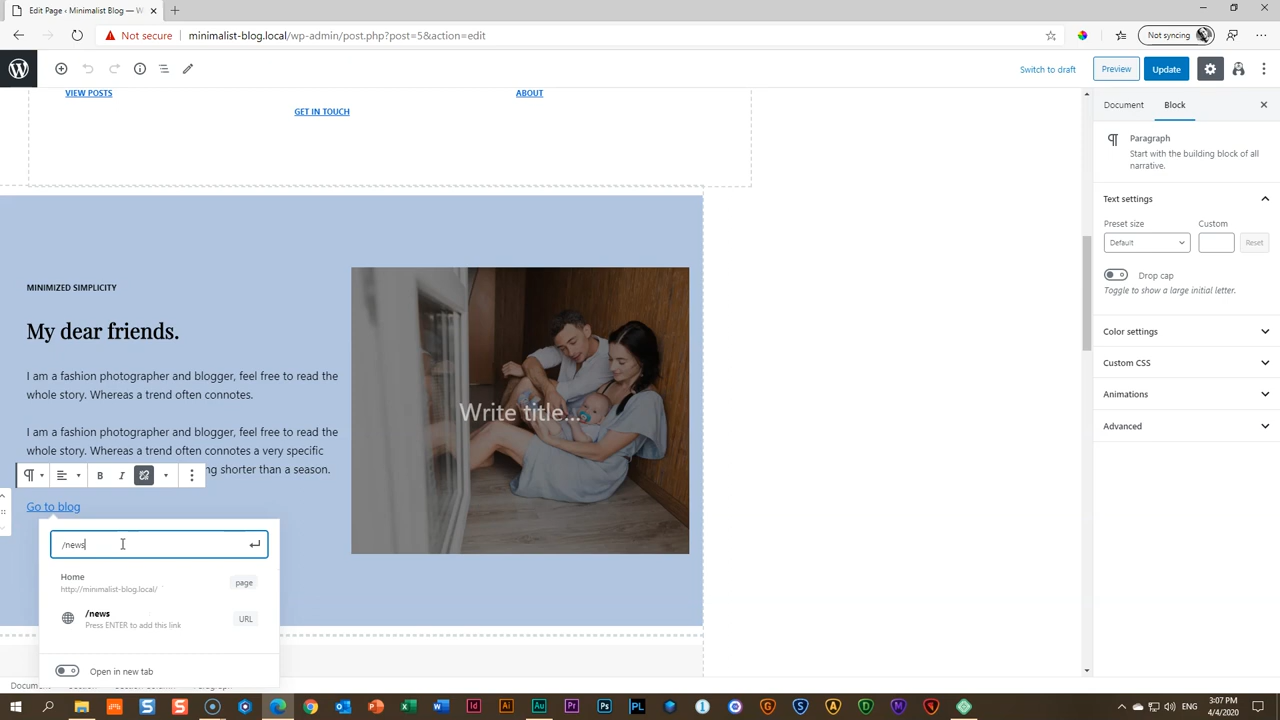 Edit Page ‹ Minimalist Blog — W
Not secure
minimalist-blog.local/wp-admin/post.php?post=5&action=edit
Not syncing
Switch to draft
Preview
Update
VIEW POSTS
ABOUT
GET IN TOUCH
Document
Block
Paragraph
Start with the building block of all
narrative.
Text settings
Preset size
Custom
Default
Reset
Drop cap
Toggle to show a large initial letter.
Color settings
Custom CSS
Animations
Advanced
MINIMIZED SIMPLICITY
My dear friends.
I am a fashion photographer and blogger, feel free to read the
whole story. Whereas a trend often connotes.
I am a fashion photographer and blogger, feel free to read the
whole story. Whereas a trend often connotes a very specific
ng shorter than a season.
B I
Go to blog
Write title...
/news
Home
http://minimalist-blog.local/
page
/news
Press ENTER to add this link
URL
Open in new tab
3:07 PM
4/4/2020